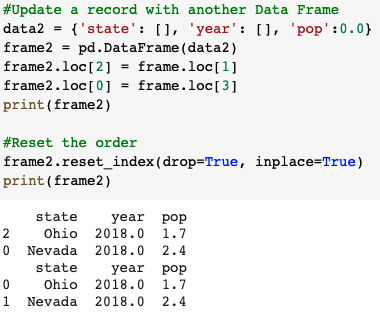 #Update a record with another Data Frame
data2 = {'state': [], 'year': [], 'pop':0.0}
frame2 = pd.DataFrame(data2)
frame2.loc[2] = frame.loc[1]
frame2.loc[0] = frame.loc[3]
print(frame2)

#Reset the order
frame2.reset_index(drop=True, inplace=True)
print(frame2)

    state    year  pop
2    Ohio  2018.0  1.7
0  Nevada  2018.0  2.4
    state    year  pop
0    Ohio  2018.0  1.7
1  Nevada  2018.0  2.4